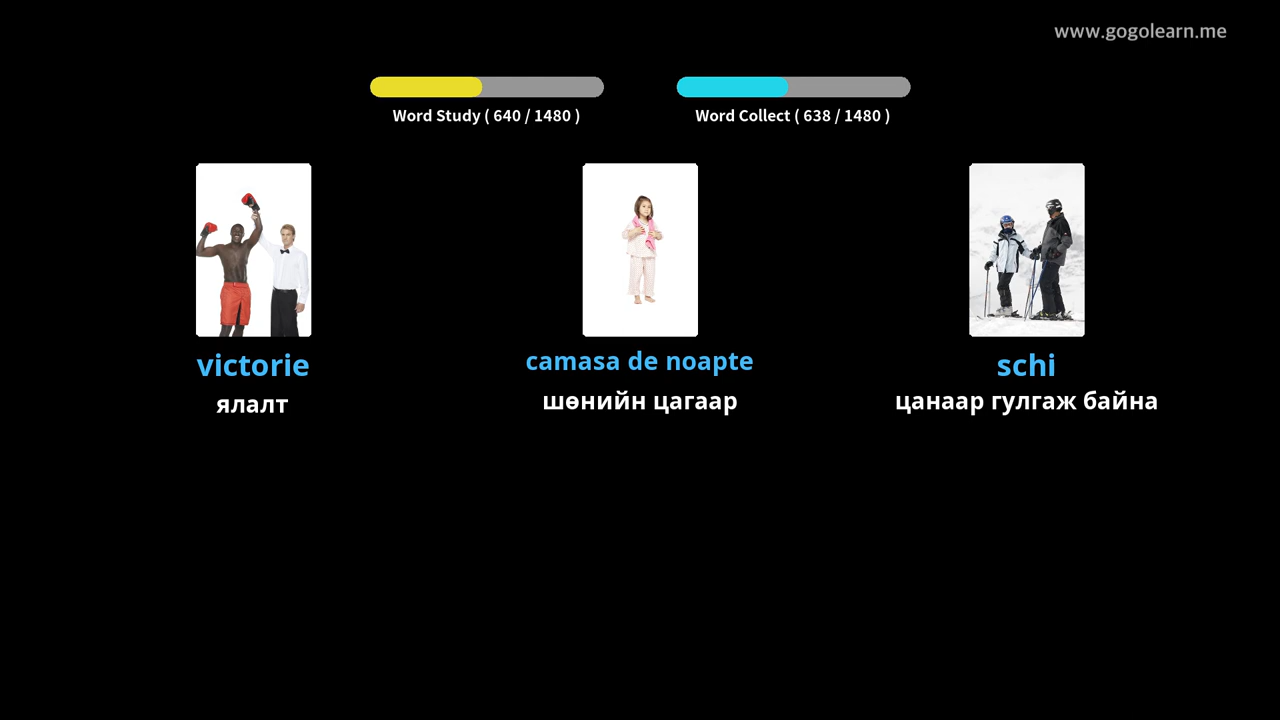 www.gogolearn.me
Word Study ( 640 / 1480 )
Word Collect ( 638 / 1480 )
victorie
ялалт
camasa de noapte
шөнийн цагаар
schi
цанаар гулгаж байна